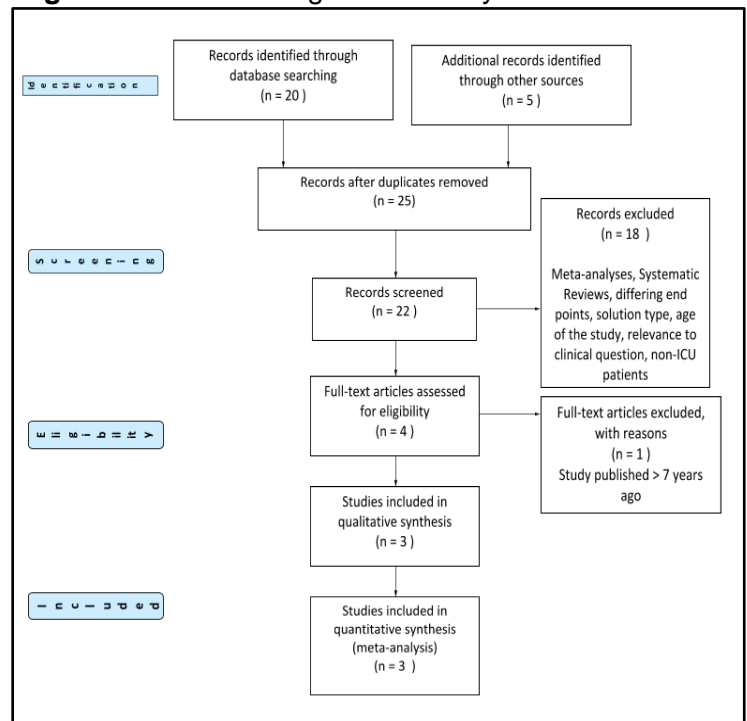 Records identified through
database searching
(n = 20 )
Additional records identified
through other sources
(n = 5 )
Identification
Records after duplicates removed
(n = 25)
Records excluded
(n = 18 )
Meta-analyses, Systematic
Reviews, differing end
points, solution type, age
of the study, relevance to
clinical question, non-ICU
patients
Screening
Records screened
(n = 22 )
Full-text articles assessed
for eligibility
(n = 4 )
Full-text articles excluded,
with reasons
(n = 1 )
Study published > 7 years
ago
Eligibility
Studies included in
qualitative synthesis
(n = 3 )
Included
Studies included in
quantitative synthesis
(meta-analysis)
(n = 3 )